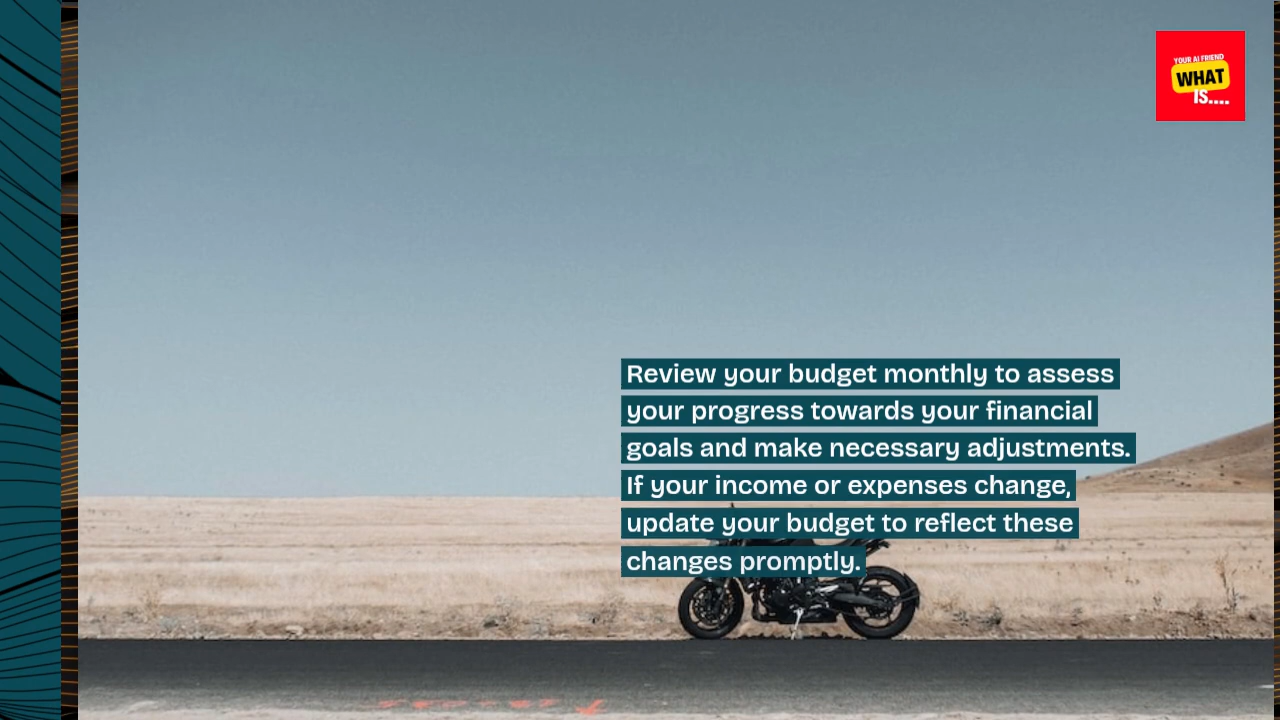 YOUR AI FRIEND
WHAT
IS....
Review your budget monthly to assess
your progress towards your financial
goals and make necessary adjustments.
If your income or expenses change,
update your budget to reflect these
changes promptly.